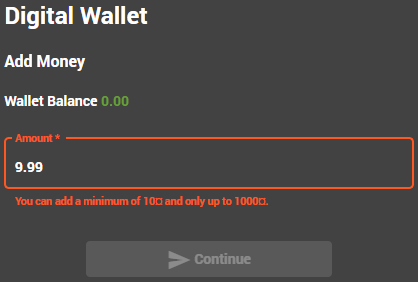 Digital Wallet
Add Money
Wallet Balance 0.00
Amount *
9.99
You can add a minimum of 10□ and only up to 1000□.
Continue